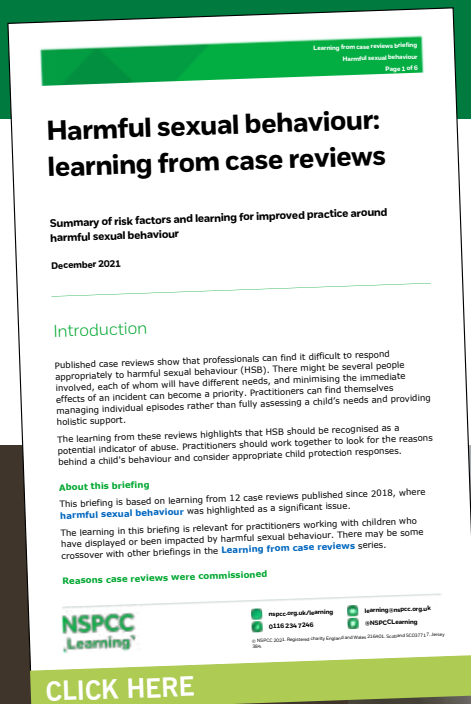 Learning from case reviews briefing
Harmful sexual behaviour
Page 1 of 6
Harmful sexual behaviour:
learning from case reviews
Summary of risk factors and learning for improved practice around
harmful sexual behaviour
December 2021
Introduction
Published case reviews show that professionals can find it difficult to respond
appropriately to harmful sexual behaviour (HSB). There might be several people
involved, each of whom will have different needs, and minimising the immediate
effects of an incident can become a priority. Practitioners can find themselves
managing individual episodes rather than fully assessing a child's needs and providing
holistic support.
The learning from these reviews highlights that HSB should be recognised as a
potential indicator of abuse. Practitioners should work together to look for the reasons
behind a child's behaviour and consider appropriate child protection responses.
About this briefing
This briefing is based on learning from 12 case reviews published since 2018, where
harmful sexual behaviour was highlighted as a significant issue.
The learning in this briefing is relevant for practitioners working with children who
have displayed or been impacted by harmful sexual behaviour. There may be some
crossover with other briefings in the Learning from case reviews series.
Reasons case reviews were commissioned
NSPCC
Learning
nspcc.org.uk/learning
0116 234 7246
learning@nspcc.org.uk
@NSPCCLearning
© NSPCC 2021. Registered charity England and Wales 216401. Scotland SC037717. Jersey
CLICK HERE